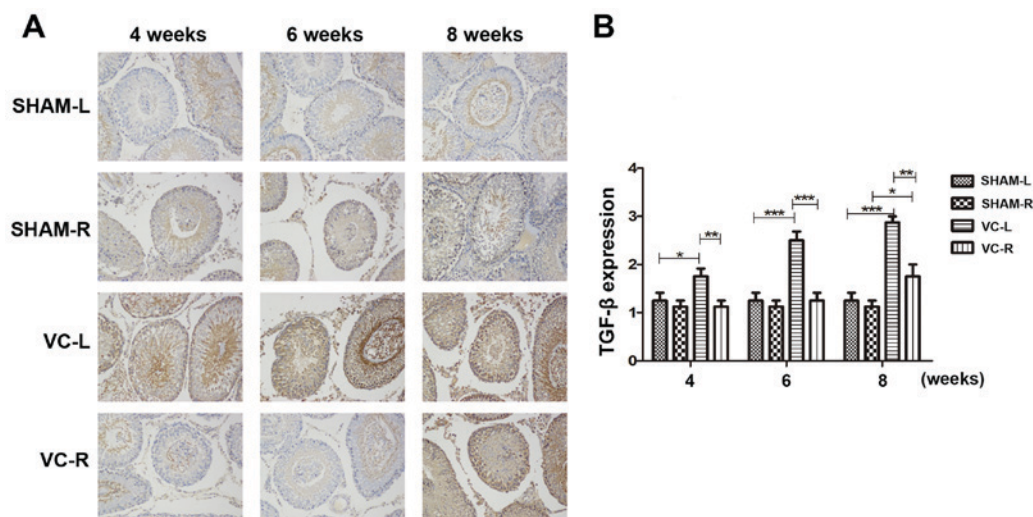 A
4 weeks
6 weeks
8 weeks
SHAM-L
SHAM-R
VC-L
VC-R
B
TGF-β expression
4
3
2
1
0
* ** *** *** *** * **
4 6 8 (weeks)
SHAM-L
SHAM-R
VC-L
VC-R